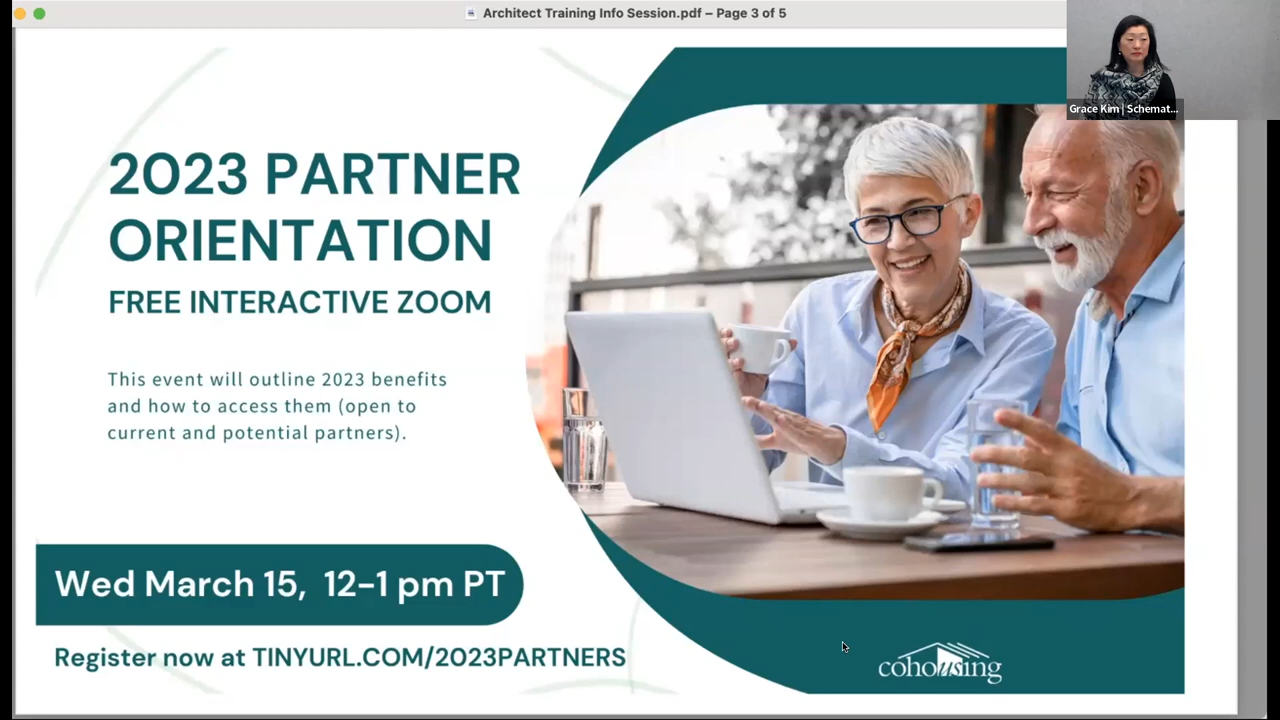 Architect Training Info Session.pdf – Page 3 of 5
Grace Kim | Schemat...
2023 PARTNER
ORIENTATION
FREE INTERACTIVE ZOOM
This event will outline 2023 benefits
and how to access them (open to
current and potential partners).
Wed March 15, 12–1 pm PT
Register now at TINYURL.COM/2023PARTNERS
cohousing